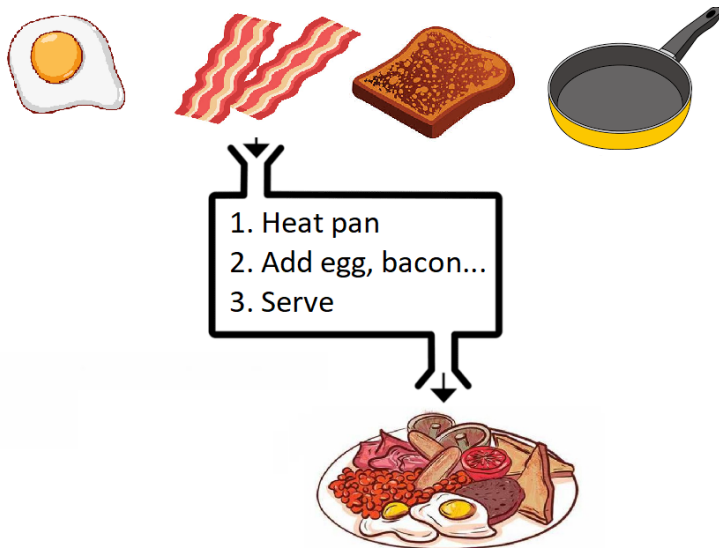 1. Heat pan
2. Add egg, bacon...
3. Serve